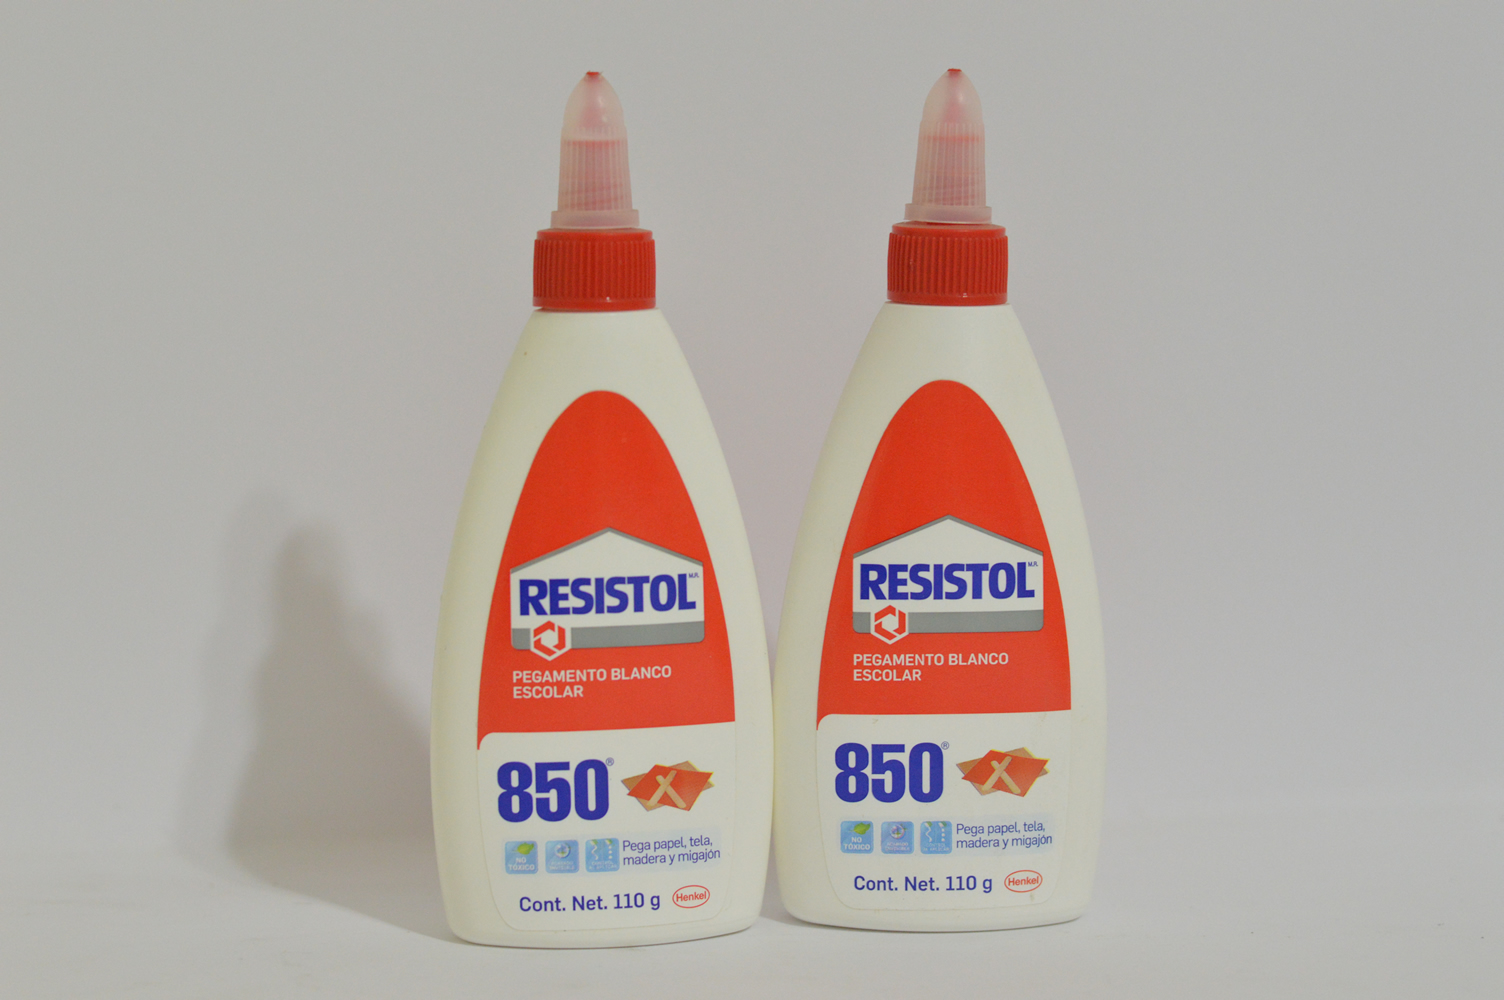 RESISTOL M.R.
PEGAMENTO BLANCO
ESCOLAR
850®
NO
TÓXICO
Pega papel, tela,
madera y migajón
Cont. Net. 110 g
Henkel
RESISTOL M.R.
PEGAMENTO BLANCO
ESCOLAR
850®
NO
TÓXICO
Pega papel, tela,
madera y migajón
Cont. Net. 110 g
Henkel